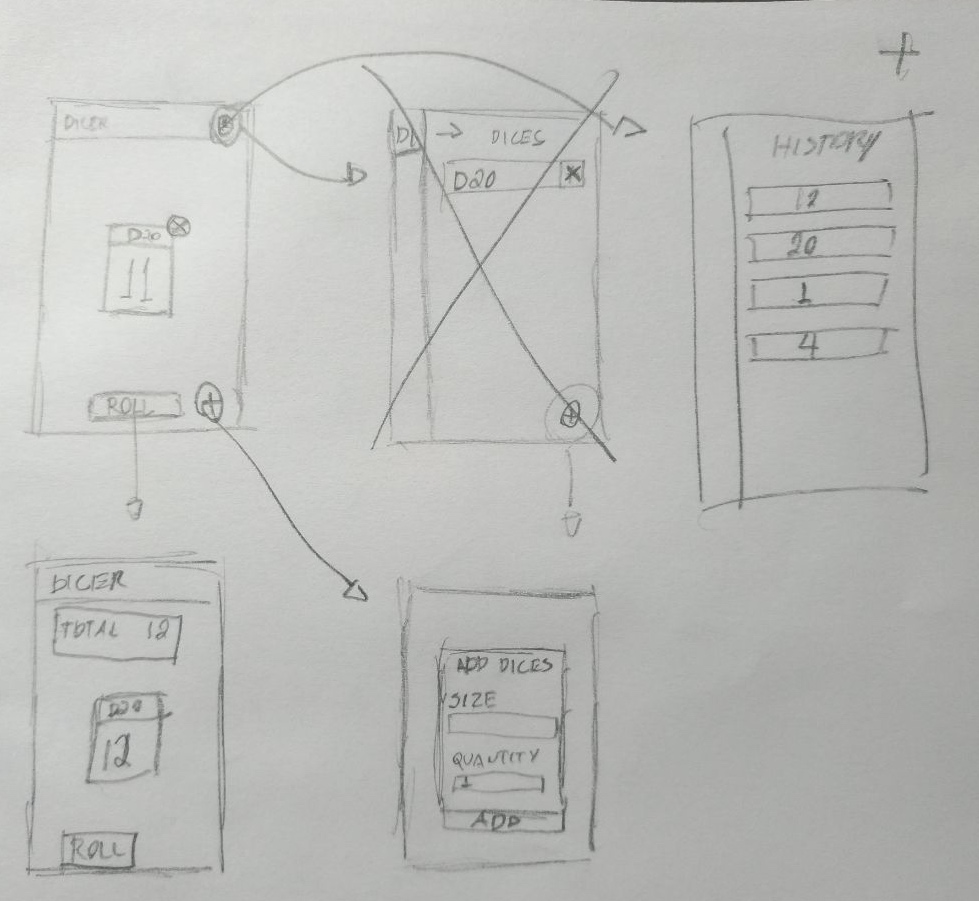 DICER
D20
11
ROLL
DI
DICES
D20
HISTORY
12
20
1
4
DICER
TOTAL 12
D20
12
ROLL
ADD DICES
SIZE
QUANTITY
1
ADD